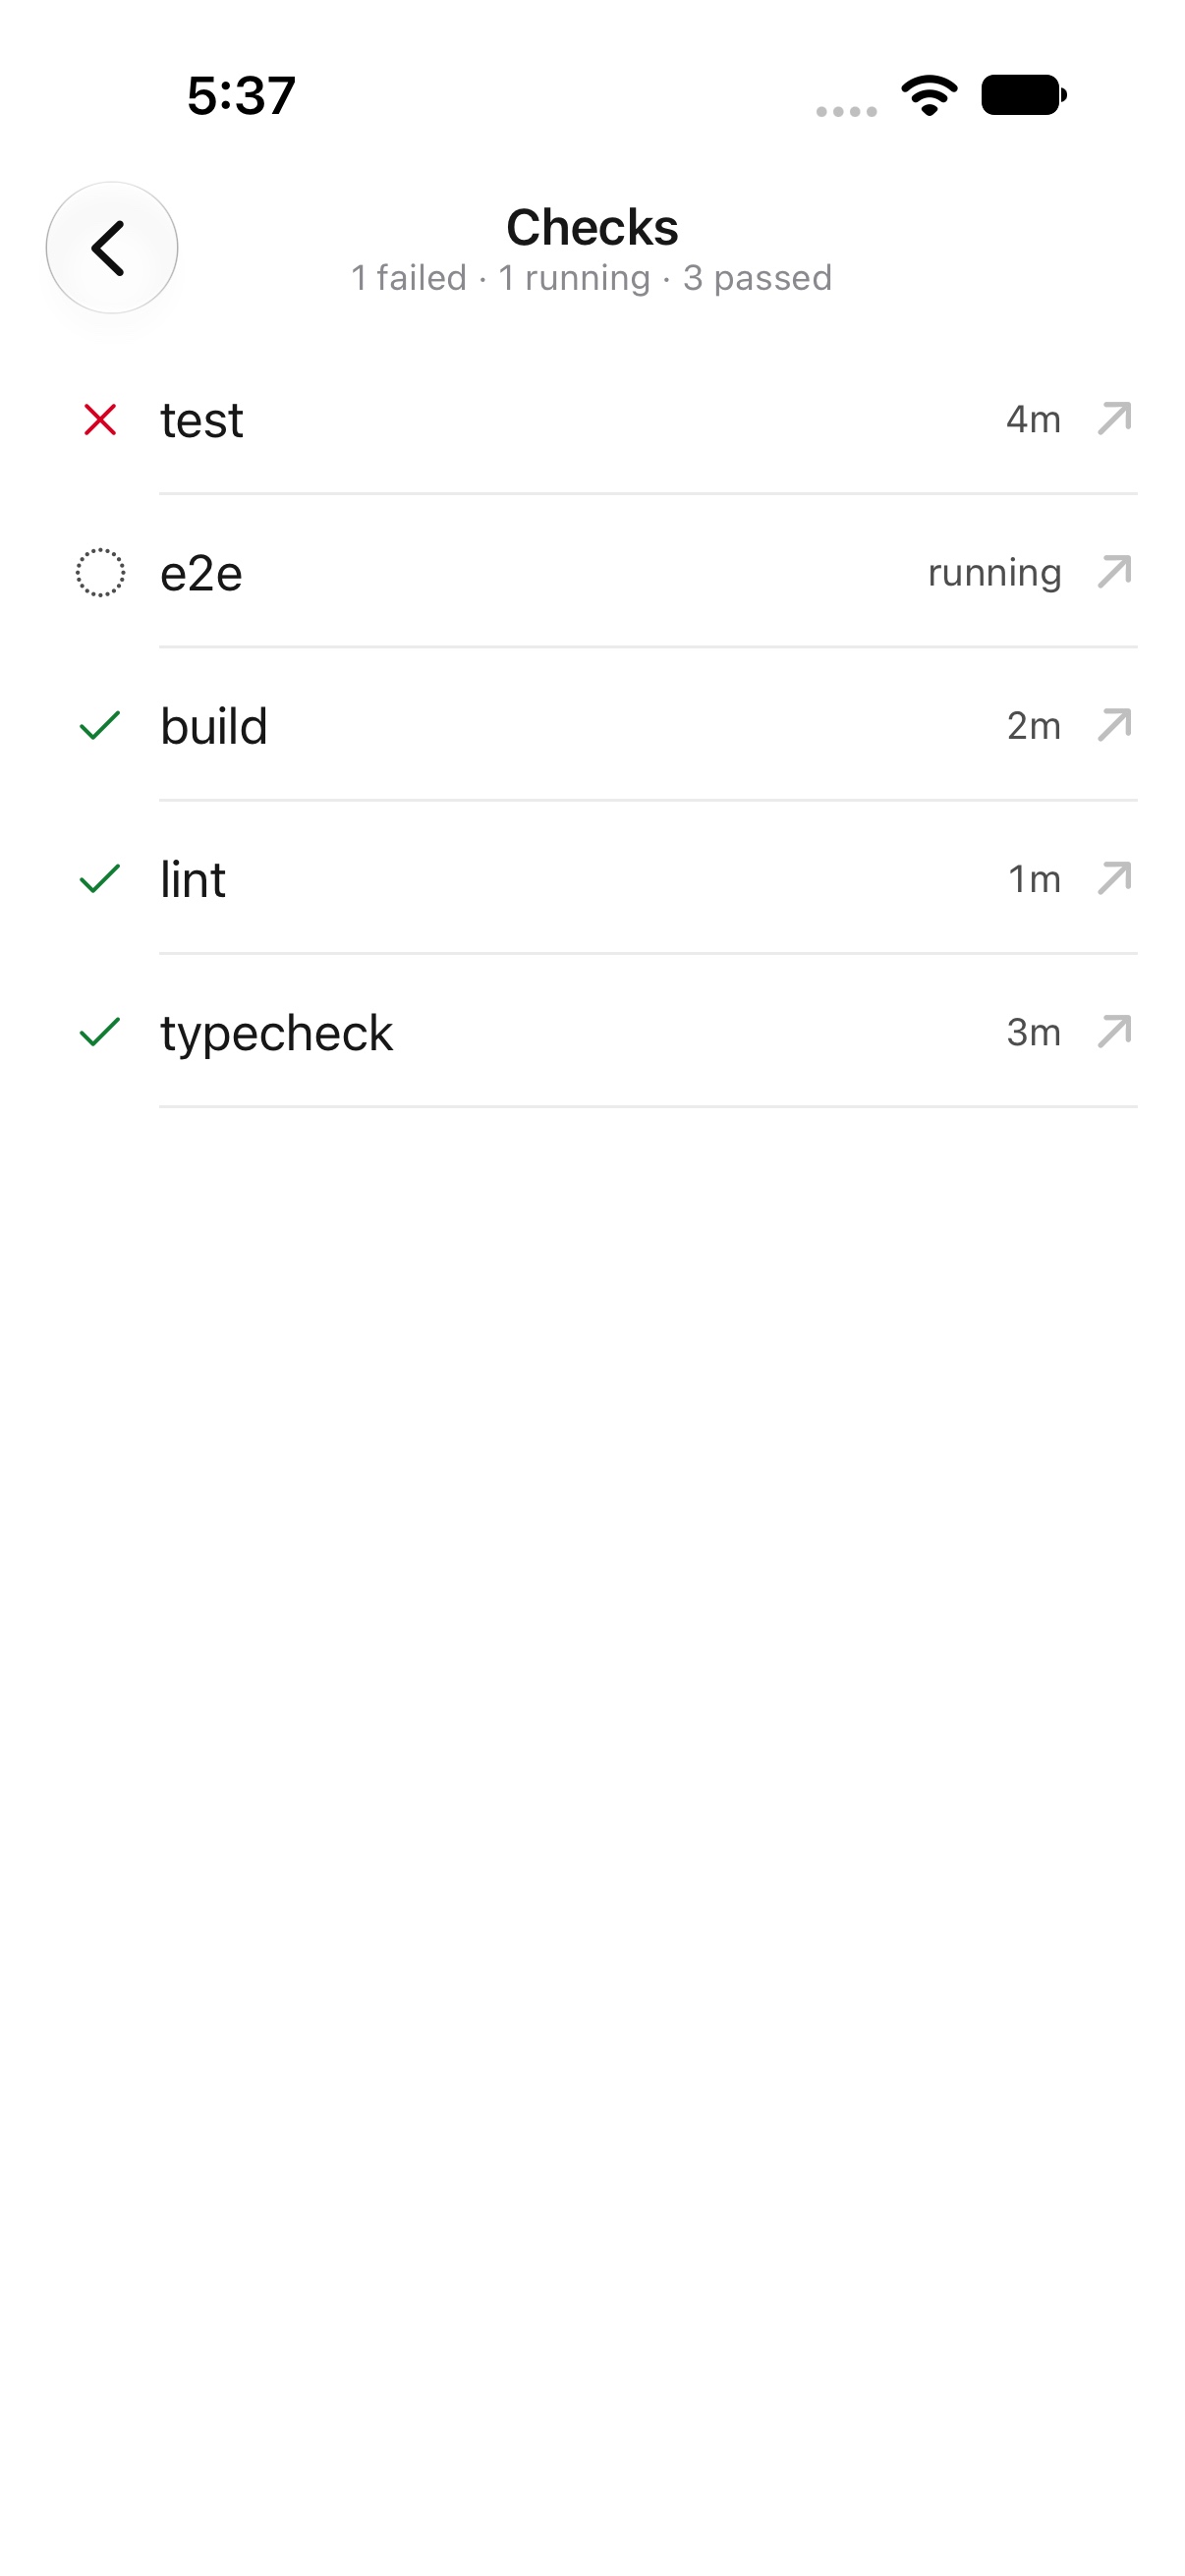 5:37
Checks
1 failed · 1 running · 3 passed
test 4m
e2e running
build 2m
lint 1m
typecheck 3m